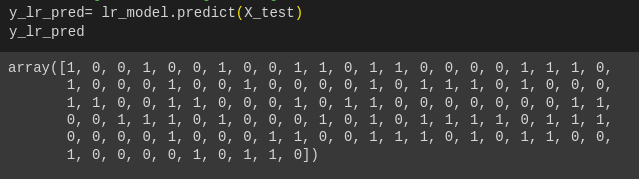 y_lr_pred= lr_model.predict(X_test)
y_lr_pred
array([1, 0, 0, 1, 0, 0, 1, 0, 0, 1, 1, 0, 1, 1, 0, 0, 0, 0, 1, 1, 1, 0,
1, 0, 0, 0, 1, 0, 0, 1, 0, 0, 0, 0, 1, 0, 1, 1, 1, 0, 1, 0, 0, 0,
1, 1, 0, 0, 1, 1, 0, 0, 0, 1, 0, 1, 1, 0, 0, 0, 0, 0, 0, 0, 1, 1,
0, 0, 1, 1, 1, 0, 1, 0, 0, 0, 1, 0, 1, 0, 1, 1, 1, 1, 0, 1, 1, 1,
0, 0, 0, 0, 1, 0, 0, 0, 1, 1, 0, 0, 1, 1, 1, 0, 1, 0, 1, 1, 0, 0,
1, 0, 0, 0, 0, 1, 0, 1, 1, 0])